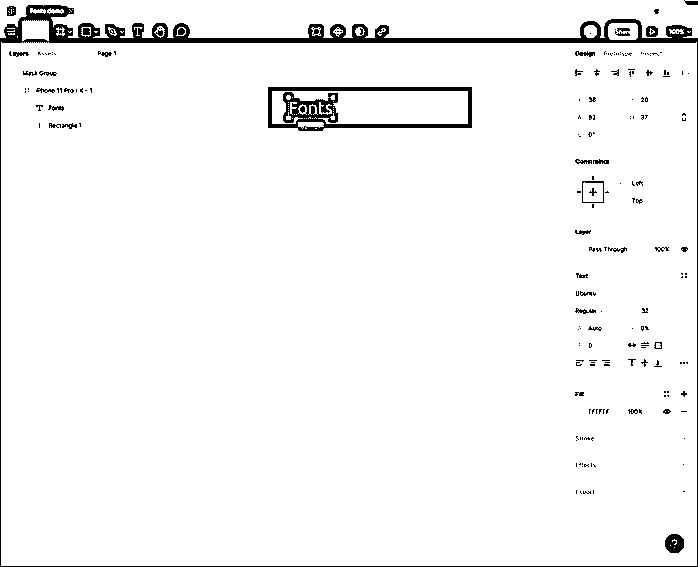 Fonts demo
Share
100%
Layers Assets Page 1
Design Prototype Inspect
Mask Group
iPhone 11 Pro / X - 1
Fonts
Rectangle 1
Fonts
38 20
82 37
0°
Constraints
Left
Top
Layer
Pass Through 100%
Text
Ubuntu
Regular 32
Auto 0%
0
Fill
FFFFFF 100%
Stroke
Effects
Export
?